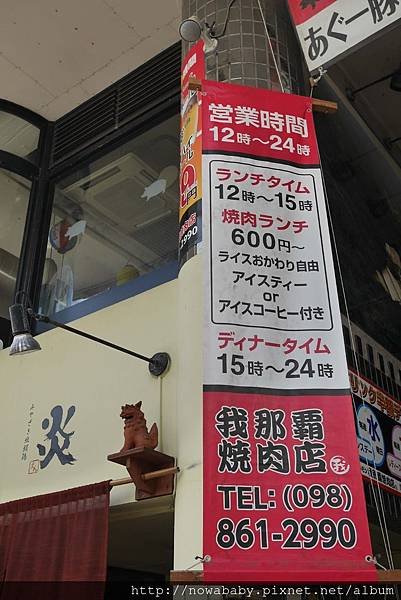 あぐー豚
営業時間
12時～24時
ランチタイム
12時～15時
焼肉ランチ
600円～
ライスおかわり自由
アイスティー
or
アイスコーヒー付き
ディナータイム
15時～24時
我那覇
焼肉店
TEL: (098)
861-2990
2990
炎
http://nowababy.pixnet.net/album